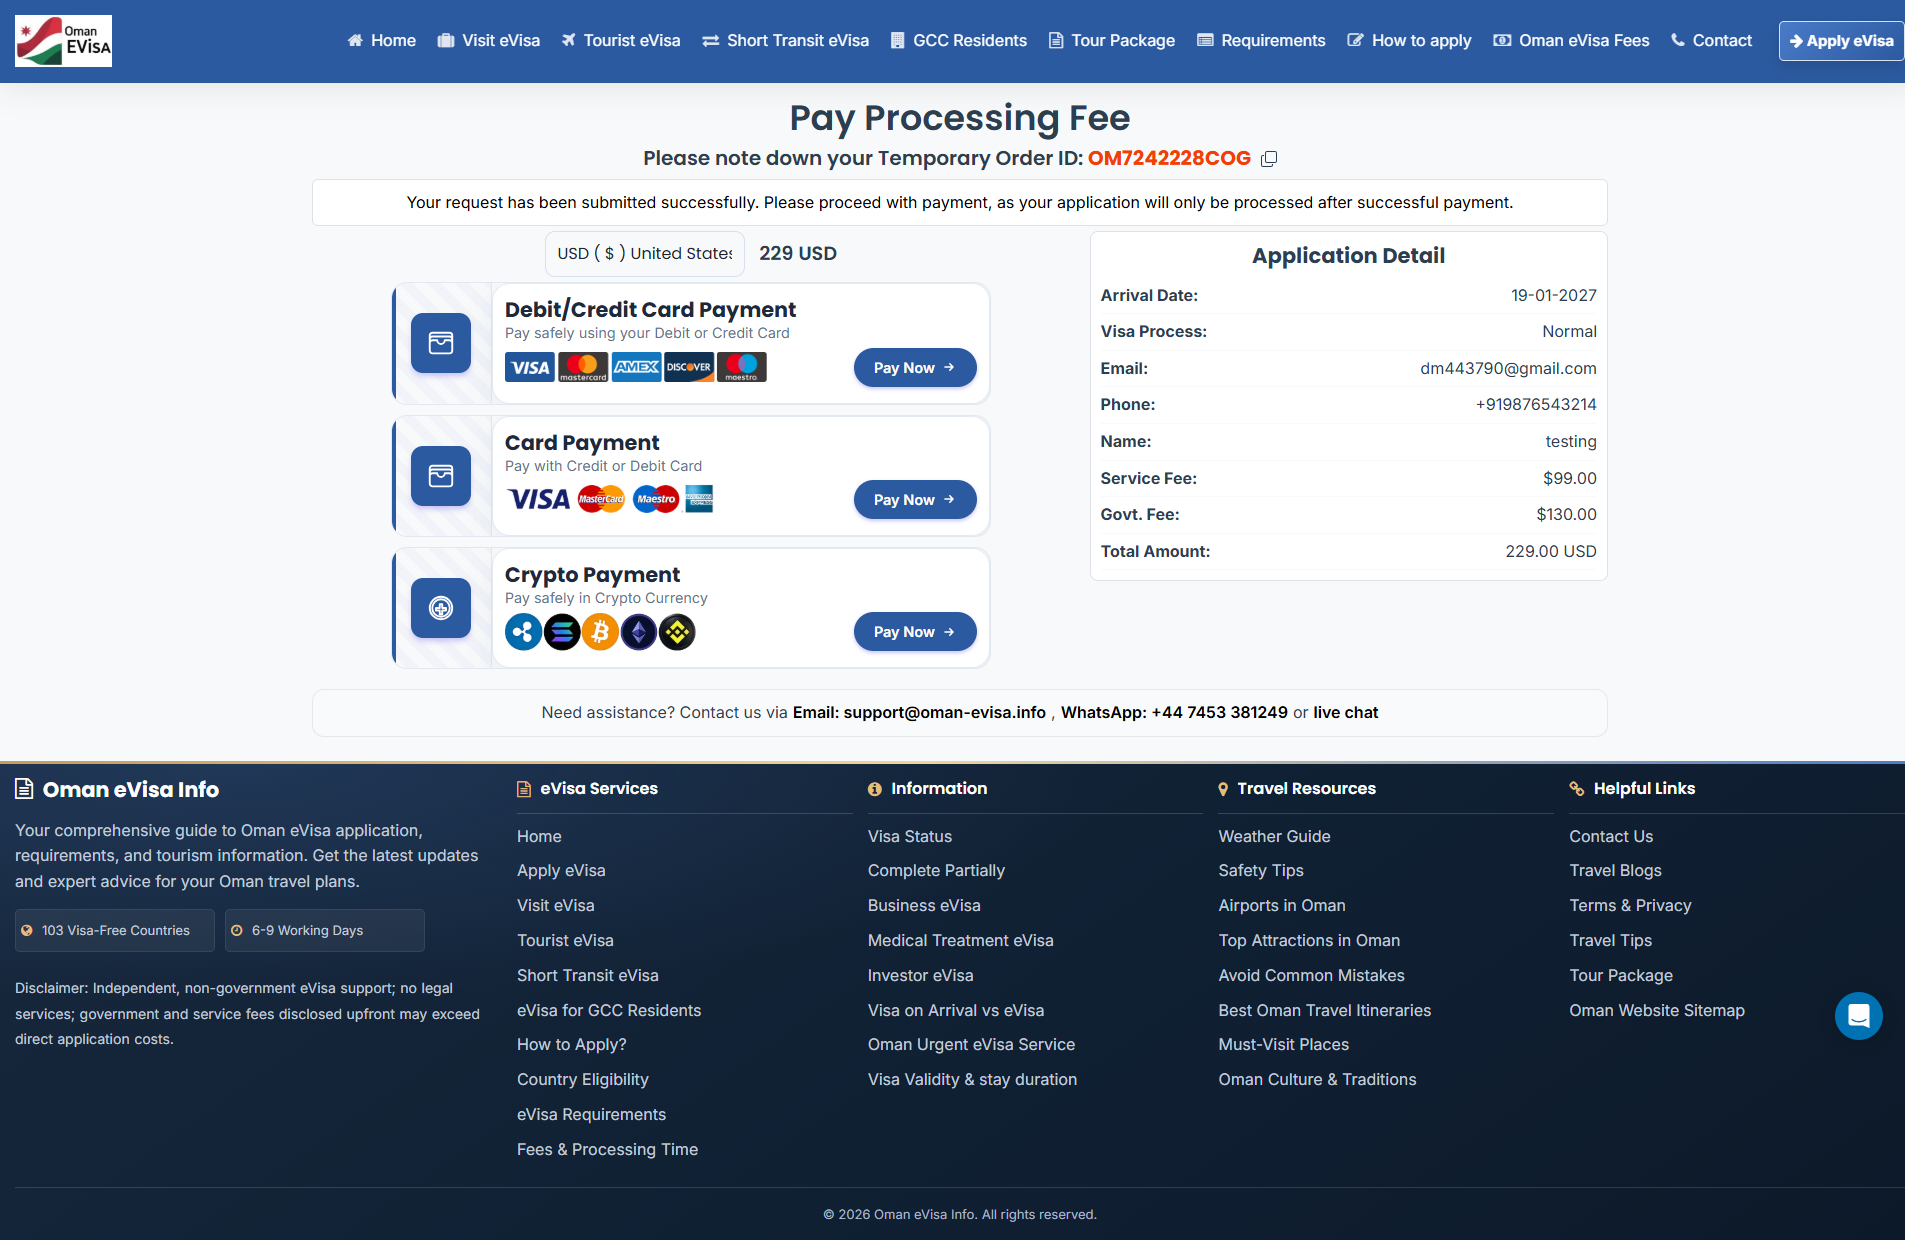 Oman
EVisa
Home
Visit eVisa
Tourist eVisa
Short Transit eVisa
GCC Residents
Tour Package
Requirements
How to apply
Oman eVisa Fees
Contact
Apply eVisa
Pay Processing Fee
Please note down your Temporary Order ID: OM7242228COG
Your request has been submitted successfully. Please proceed with payment, as your application will only be processed after successful payment.
USD ( $ ) United States
229 USD
Debit/Credit Card Payment
Pay safely using your Debit or Credit Card
VISA
mastercard
AMEX
DISCOVER
maestro
Pay Now
Card Payment
Pay with Credit or Debit Card
VISA
MasterCard
Maestro
Pay Now
Crypto Payment
Pay safely in Crypto Currency
Pay Now
Application Detail
Arrival Date: 19-01-2027
Visa Process: Normal
Email: dm443790@gmail.com
Phone: +919876543214
Name: testing
Service Fee: $99.00
Govt. Fee: $130.00
Total Amount: 229.00 USD
Need assistance? Contact us via Email: support@oman-evisa.info , WhatsApp: +44 7453 381249 or live chat
Oman eVisa Info
Your comprehensive guide to Oman eVisa application,
requirements, and tourism information. Get the latest updates
and expert advice for your Oman travel plans.
103 Visa-Free Countries
6-9 Working Days
Disclaimer: Independent, non-government eVisa support; no legal
services; government and service fees disclosed upfront may exceed
direct application costs.
eVisa Services
Home
Apply eVisa
Visit eVisa
Tourist eVisa
Short Transit eVisa
eVisa for GCC Residents
How to Apply?
Country Eligibility
eVisa Requirements
Fees & Processing Time
Information
Visa Status
Complete Partially
Business eVisa
Medical Treatment eVisa
Investor eVisa
Visa on Arrival vs eVisa
Oman Urgent eVisa Service
Visa Validity & stay duration
Travel Resources
Weather Guide
Safety Tips
Airports in Oman
Top Attractions in Oman
Avoid Common Mistakes
Best Oman Travel Itineraries
Must-Visit Places
Oman Culture & Traditions
Helpful Links
Contact Us
Travel Blogs
Terms & Privacy
Travel Tips
Tour Package
Oman Website Sitemap
© 2026 Oman eVisa Info. All rights reserved.